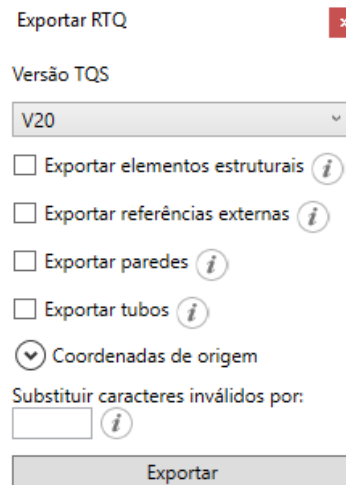 Exportar RTQ
Versão TQS
V20
Exportar elementos estruturais
Exportar referências externas
Exportar paredes
Exportar tubos
Coordenadas de origem
Substituir caracteres inválidos por:
Exportar